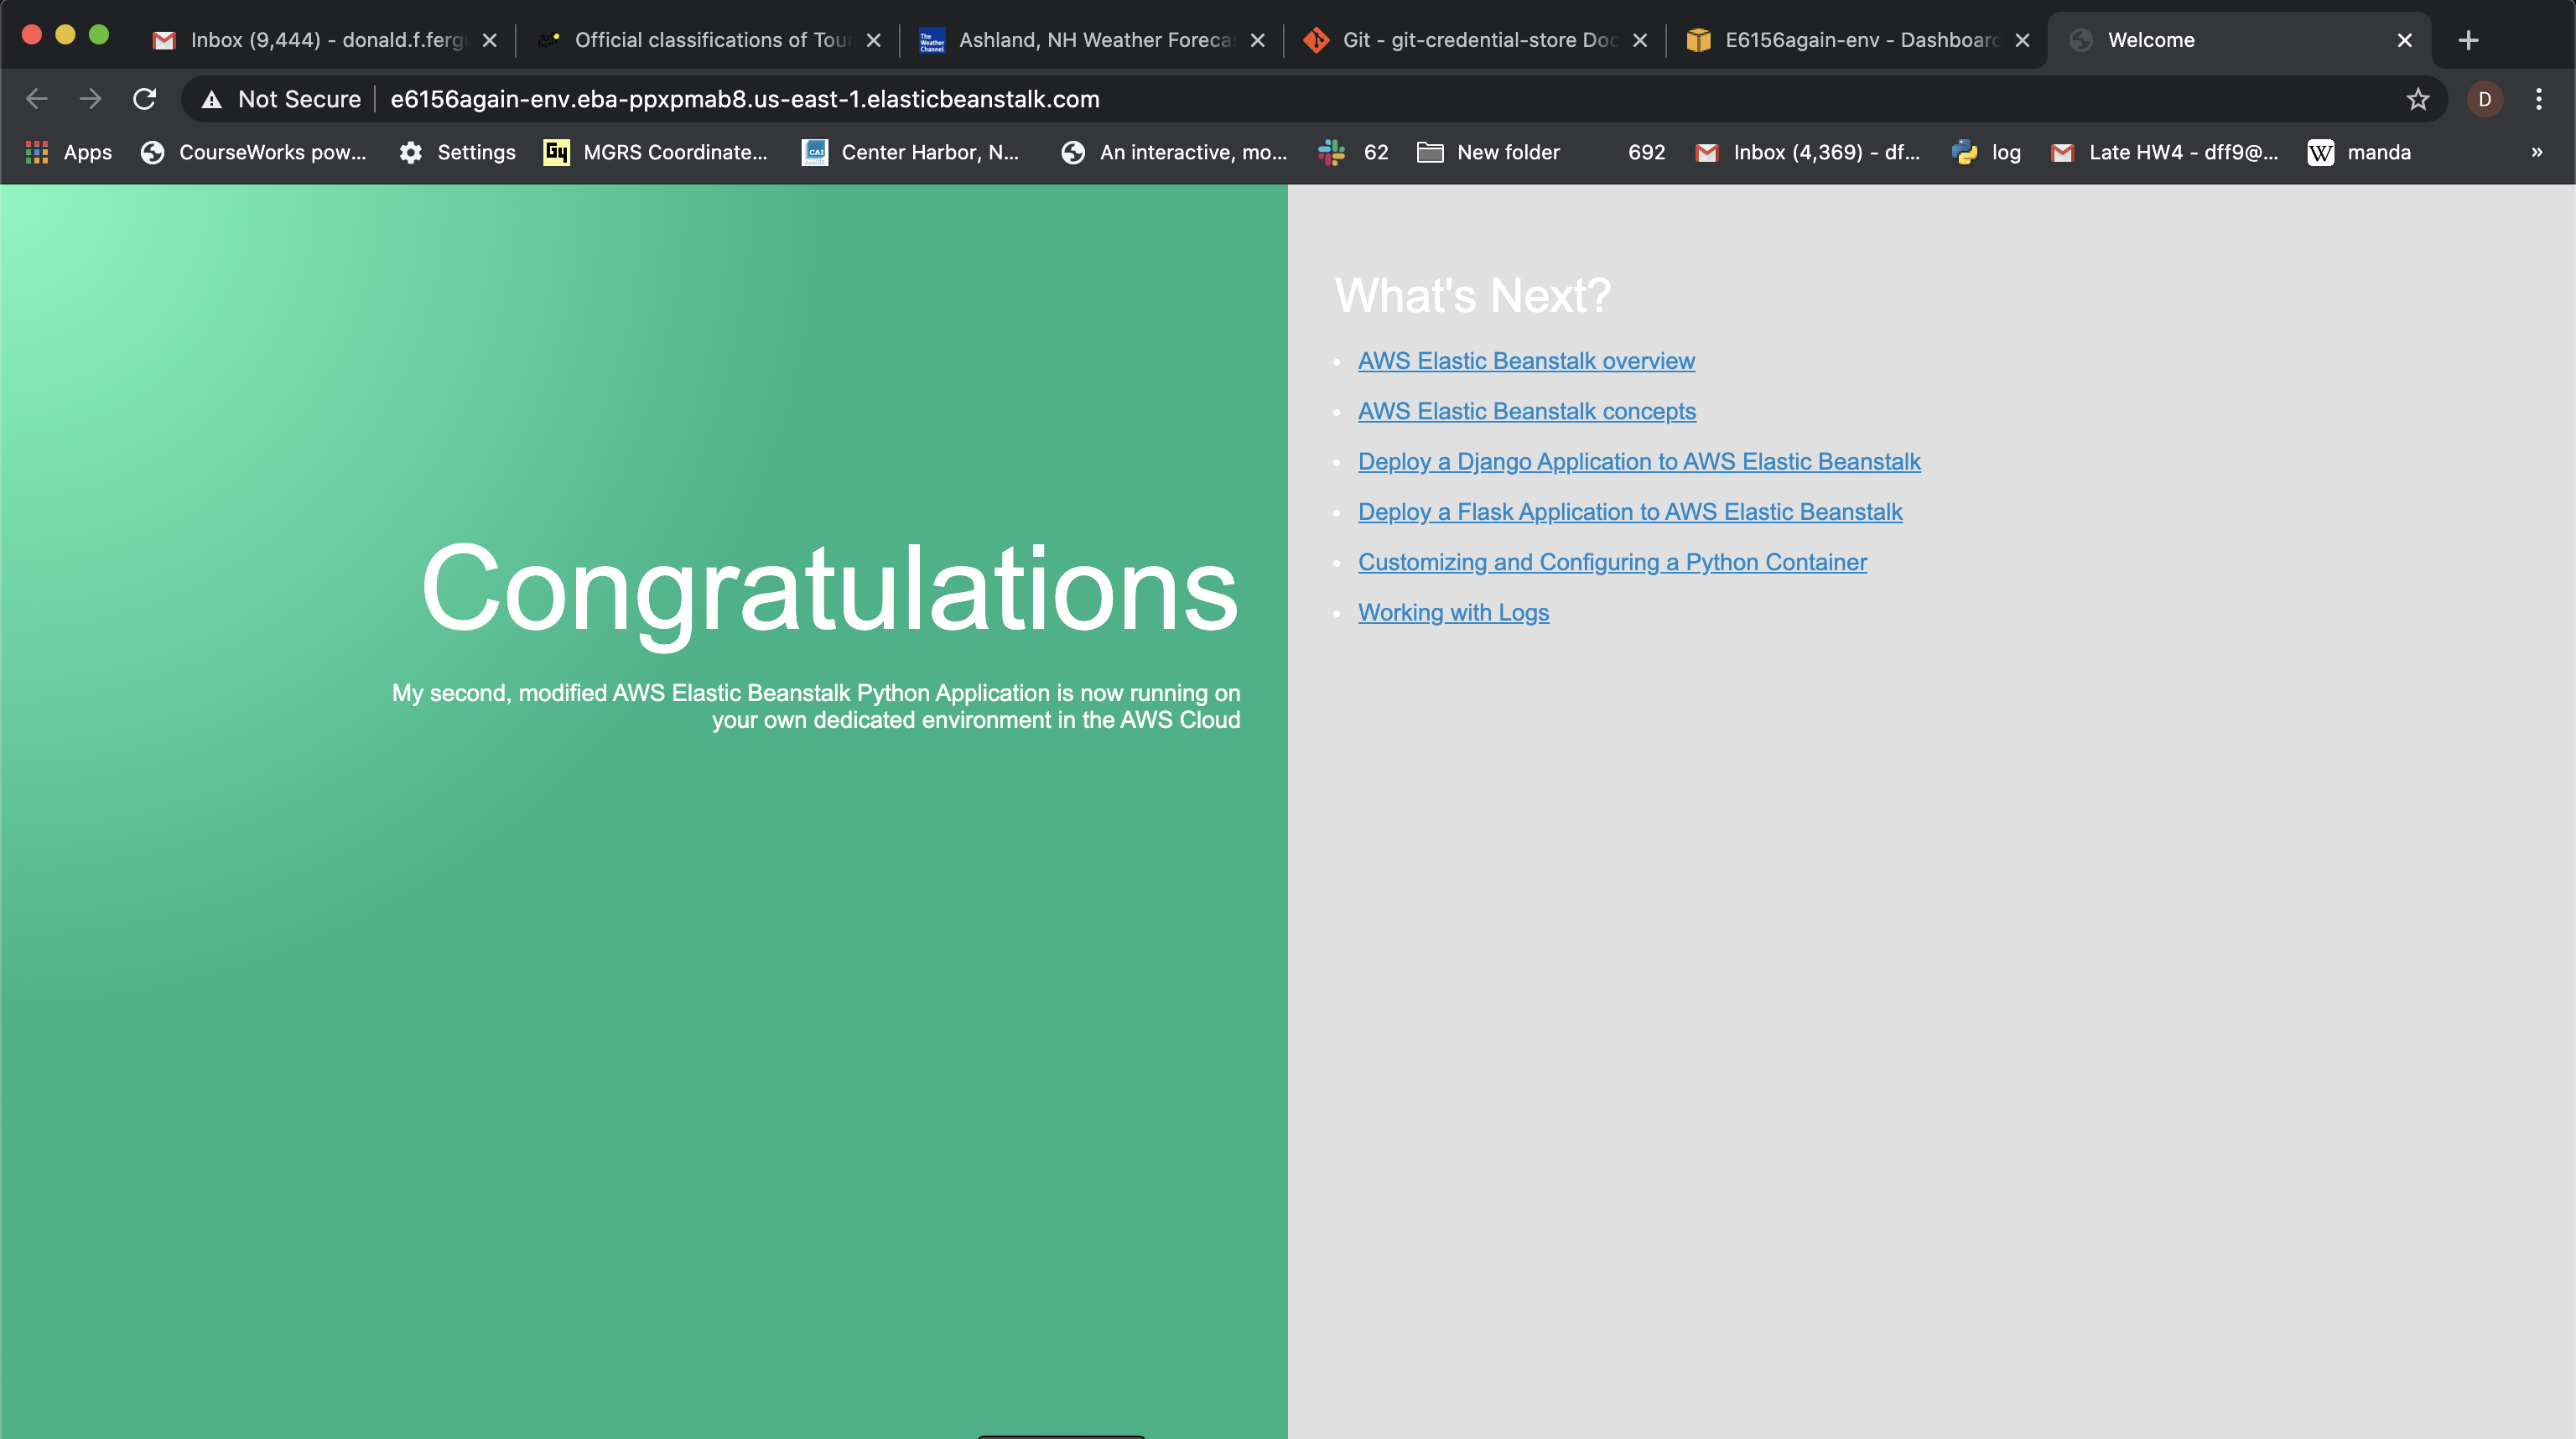 Inbox (9,444) - donald.f.ferg
Official classifications of Tour
The Weather Channel
Ashland, NH Weather Foreca
Git - git-credential-store Doc
E6156again-env - Dashboard
Welcome
Not Secure
e6156again-env.eba-ppxpmab8.us-east-1.elasticbeanstalk.com
D
Apps
CourseWorks pow...
Settings
MGRS Coordinate...
CAI
Center Harbor, N...
An interactive, mo...
62
New folder
692
Inbox (4,369) - df...
log
Late HW4 - dff9@...
W
manda
»
Congratulations
My second, modified AWS Elastic Beanstalk Python Application is now running on
your own dedicated environment in the AWS Cloud
What's Next?
AWS Elastic Beanstalk overview
AWS Elastic Beanstalk concepts
Deploy a Django Application to AWS Elastic Beanstalk
Deploy a Flask Application to AWS Elastic Beanstalk
Customizing and Configuring a Python Container
Working with Logs